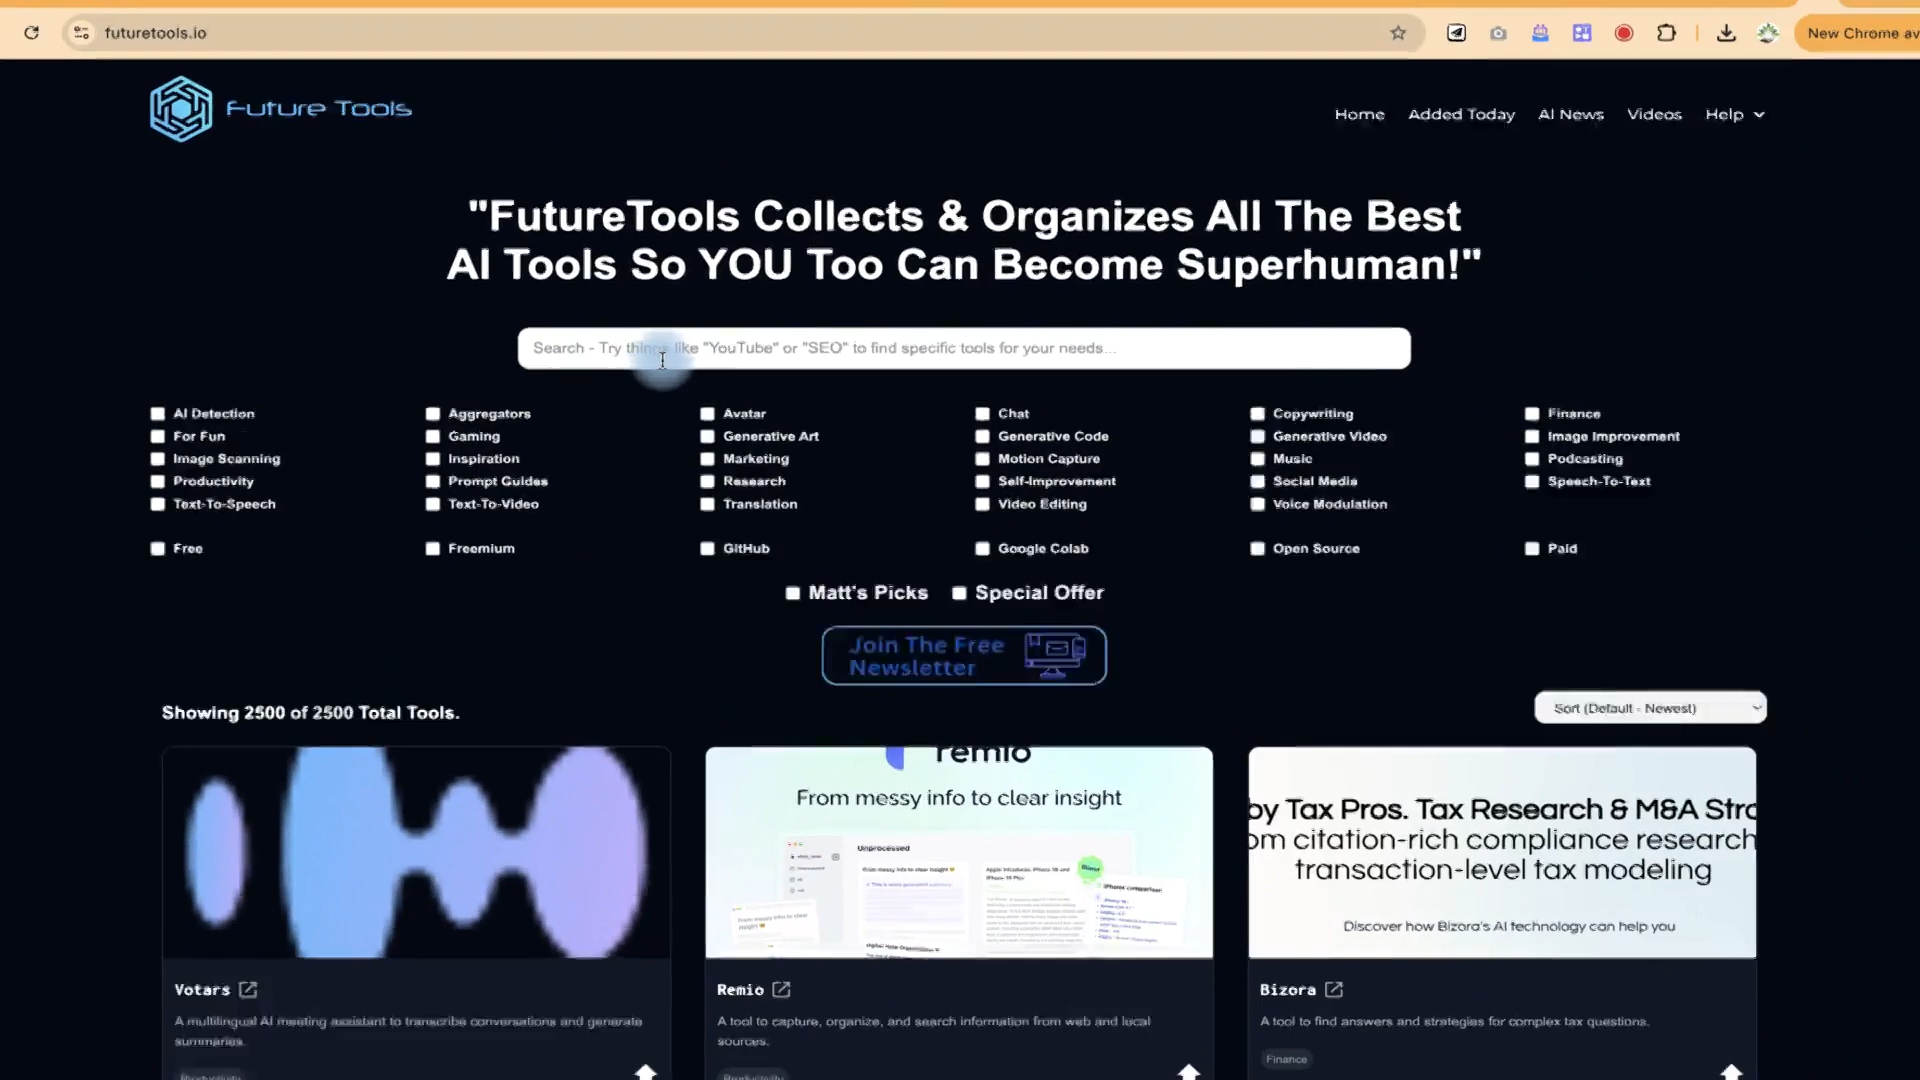 futuretools.io
New Chrome av
Future Tools
Home
Added Today
AI News
Videos
Help
"FutureTools Collects & Organizes All The Best
AI Tools So YOU Too Can Become Superhuman!"
Search - Try things like "YouTube" or "SEO" to find specific tools for your needs...
AI Detection
Aggregators
Avatar
Chat
Copywriting
Finance
For Fun
Gaming
Generative Art
Generative Code
Generative Video
Image Improvement
Image Scanning
Inspiration
Marketing
Motion Capture
Music
Podcasting
Productivity
Prompt Guides
Research
Self-Improvement
Social Media
Speech-To-Text
Text-To-Speech
Text-To-Video
Translation
Video Editing
Voice Modulation
Free
Freemium
GitHub
Google Colab
Open Source
Paid
Matt's Picks
Special Offer
Join The Free
Newsletter
Showing 2500 of 2500 Total Tools.
Sort (Default - Newest)
remio
From messy info to clear insight
Unprocessed
From messy info to clear insight
by Tax Pros. Tax Research & M&A Stra
om citation-rich compliance research
transaction-level tax modeling
Discover how Bizora's AI technology can help you
Votars
A multilingual AI meeting assistant to transcribe conversations and generate
summaries.
Productivity
Remio
A tool to capture, organize, and search information from web and local
sources.
Productivity
Bizora
A tool to find answers and strategies for complex tax questions.
Finance